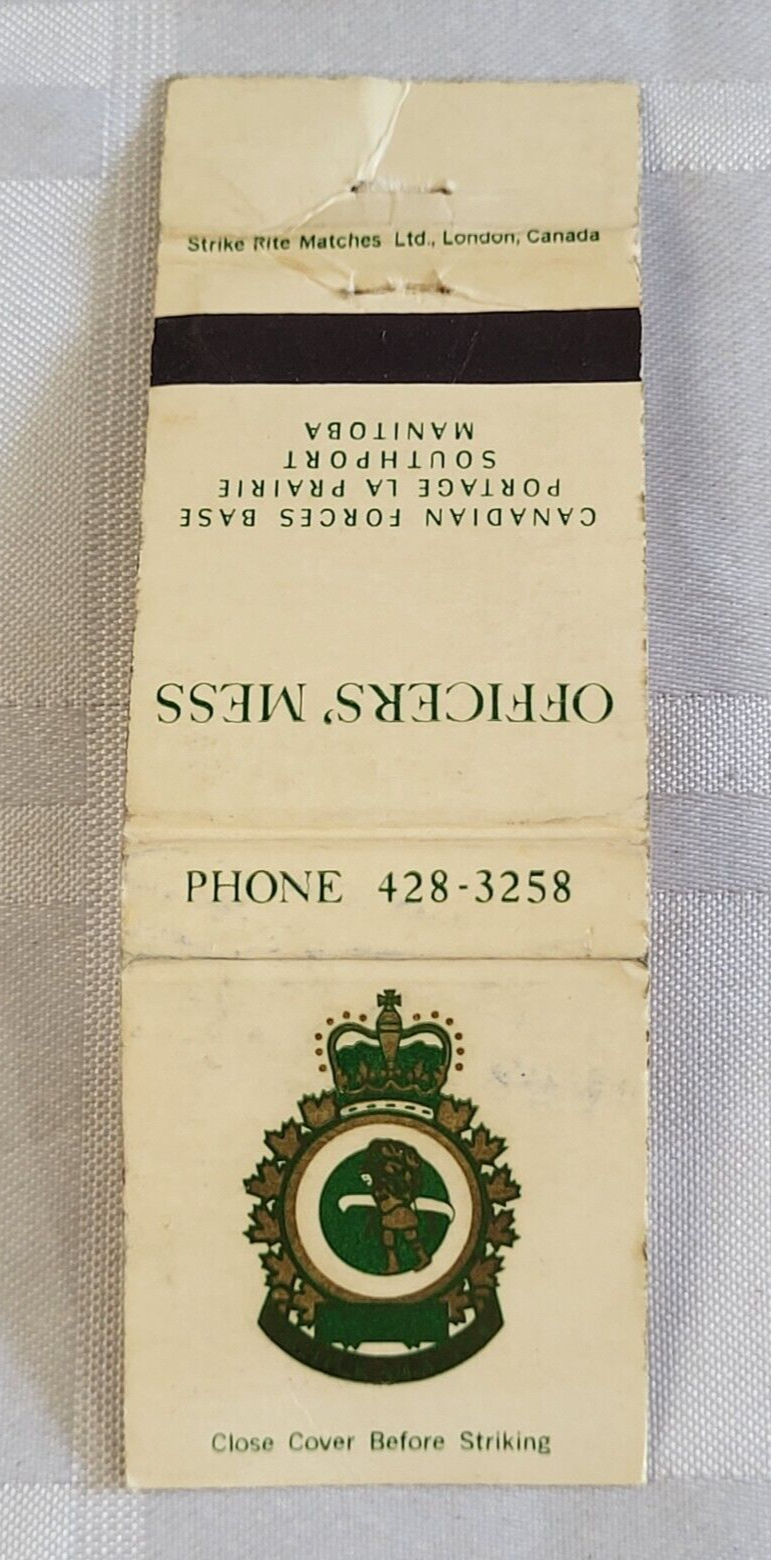 Strike Rite Matches Ltd., London, Canada
OFFICERS' MESS
CANADIAN FORCES BASE
PORTAGE LA PRAIRIE
SOUTHPORT
MANITOBA
PHONE 428-3258
Close Cover Before Striking